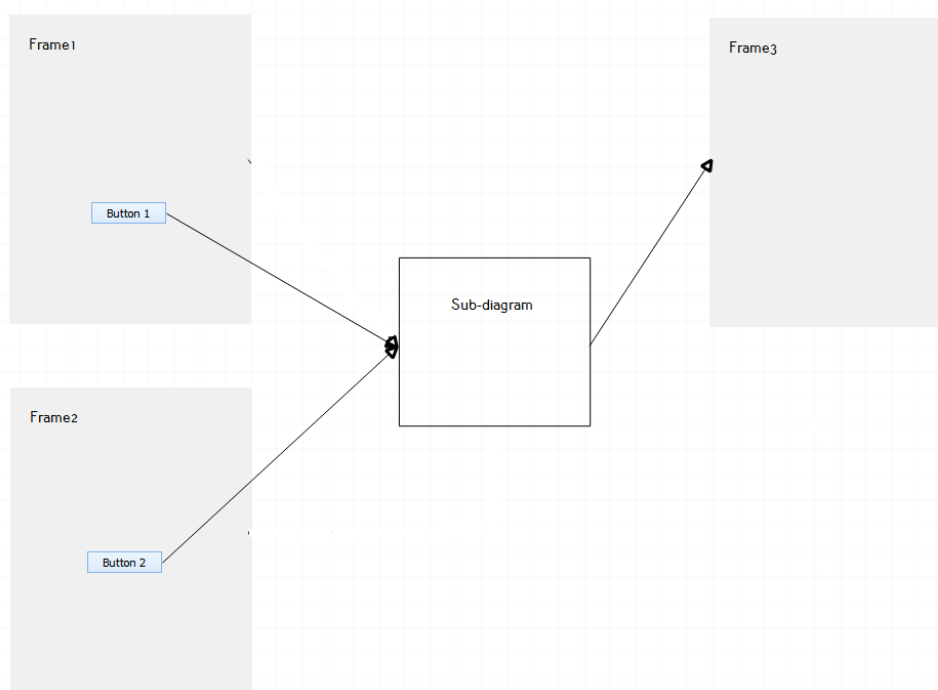 Frame1
Frame3
Button 1
Sub-diagram
Frame2
Button 2